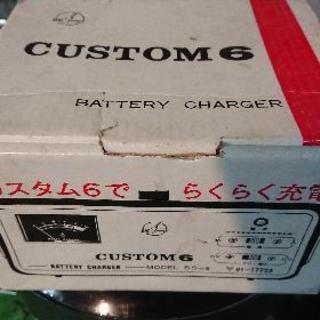 CUSTOM 6
BATTERY CHARGER
カスタム6で らくらく充電
CUSTOM 6
BATTERY CHARGER MODEL